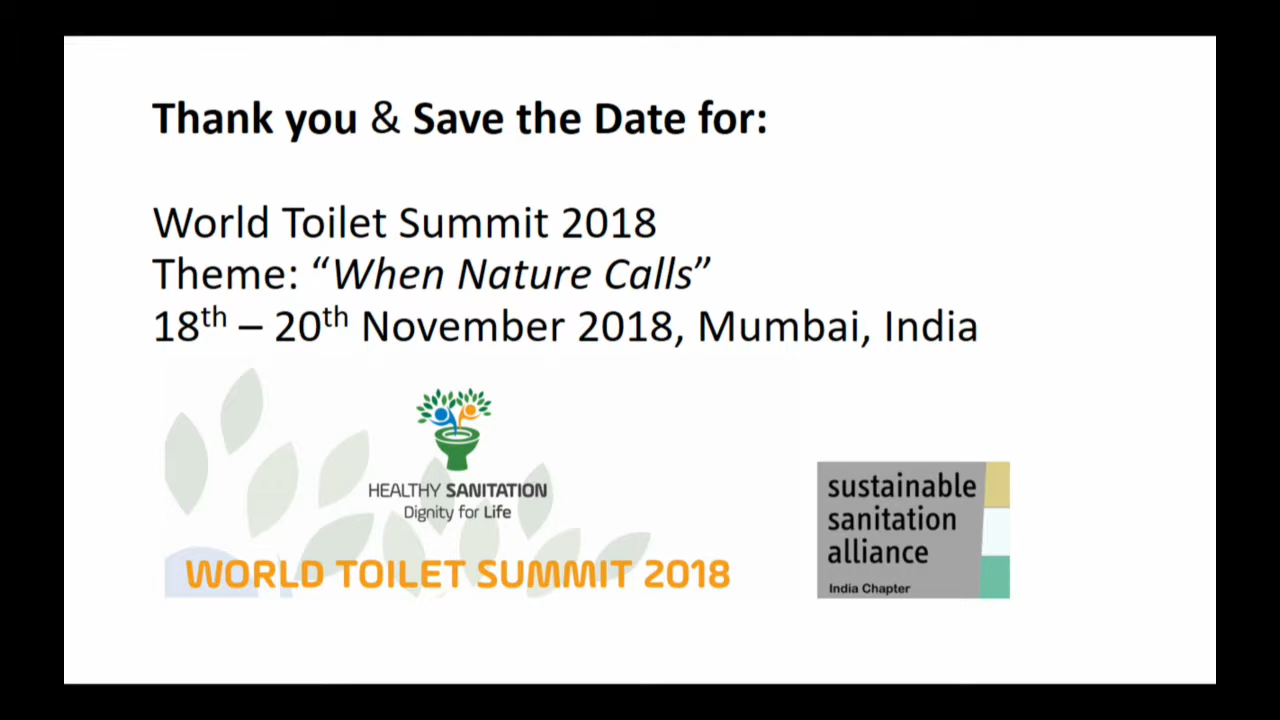 Thank you & Save the Date for:
World Toilet Summit 2018
Theme: “When Nature Calls”
18th – 20th November 2018, Mumbai, India
HEALTHY SANITATION
Dignity for Life
WORLD TOILET SUMMIT 2018
sustainable
sanitation
alliance
India Chapter